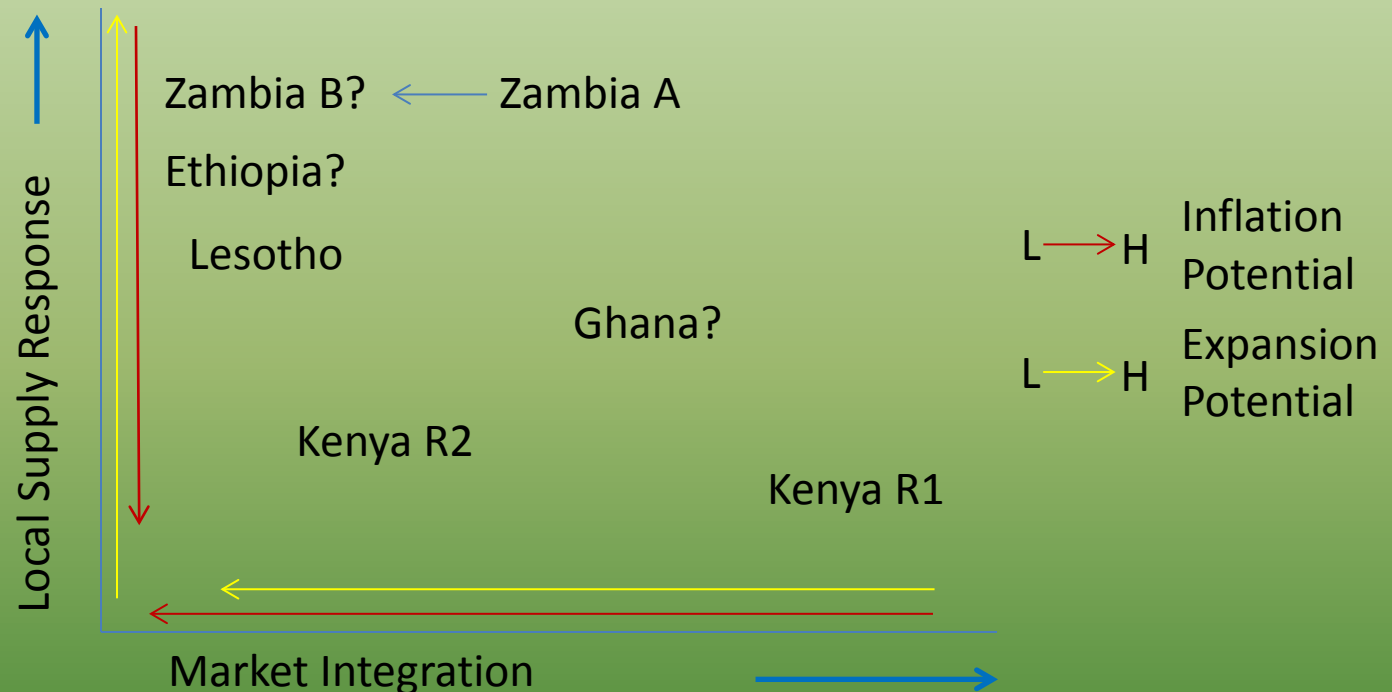 Local Supply Response
Zambia B?
Zambia A
Ethiopia?
Lesotho
Ghana?
Kenya R2
Kenya R1
L H Inflation
Potential
L H Expansion
Potential
Market Integration